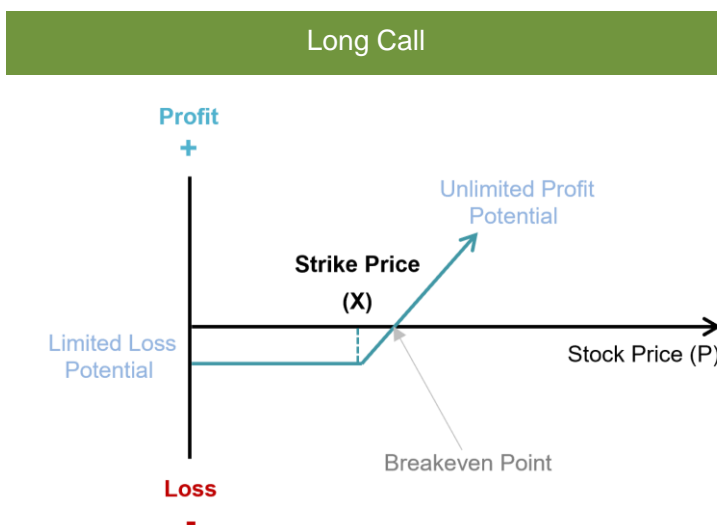 Long Call
Profit
+
Unlimited Profit
Potential
Strike Price
(X)
Limited Loss
Potential
Stock Price (P)
Breakeven Point
Loss
-